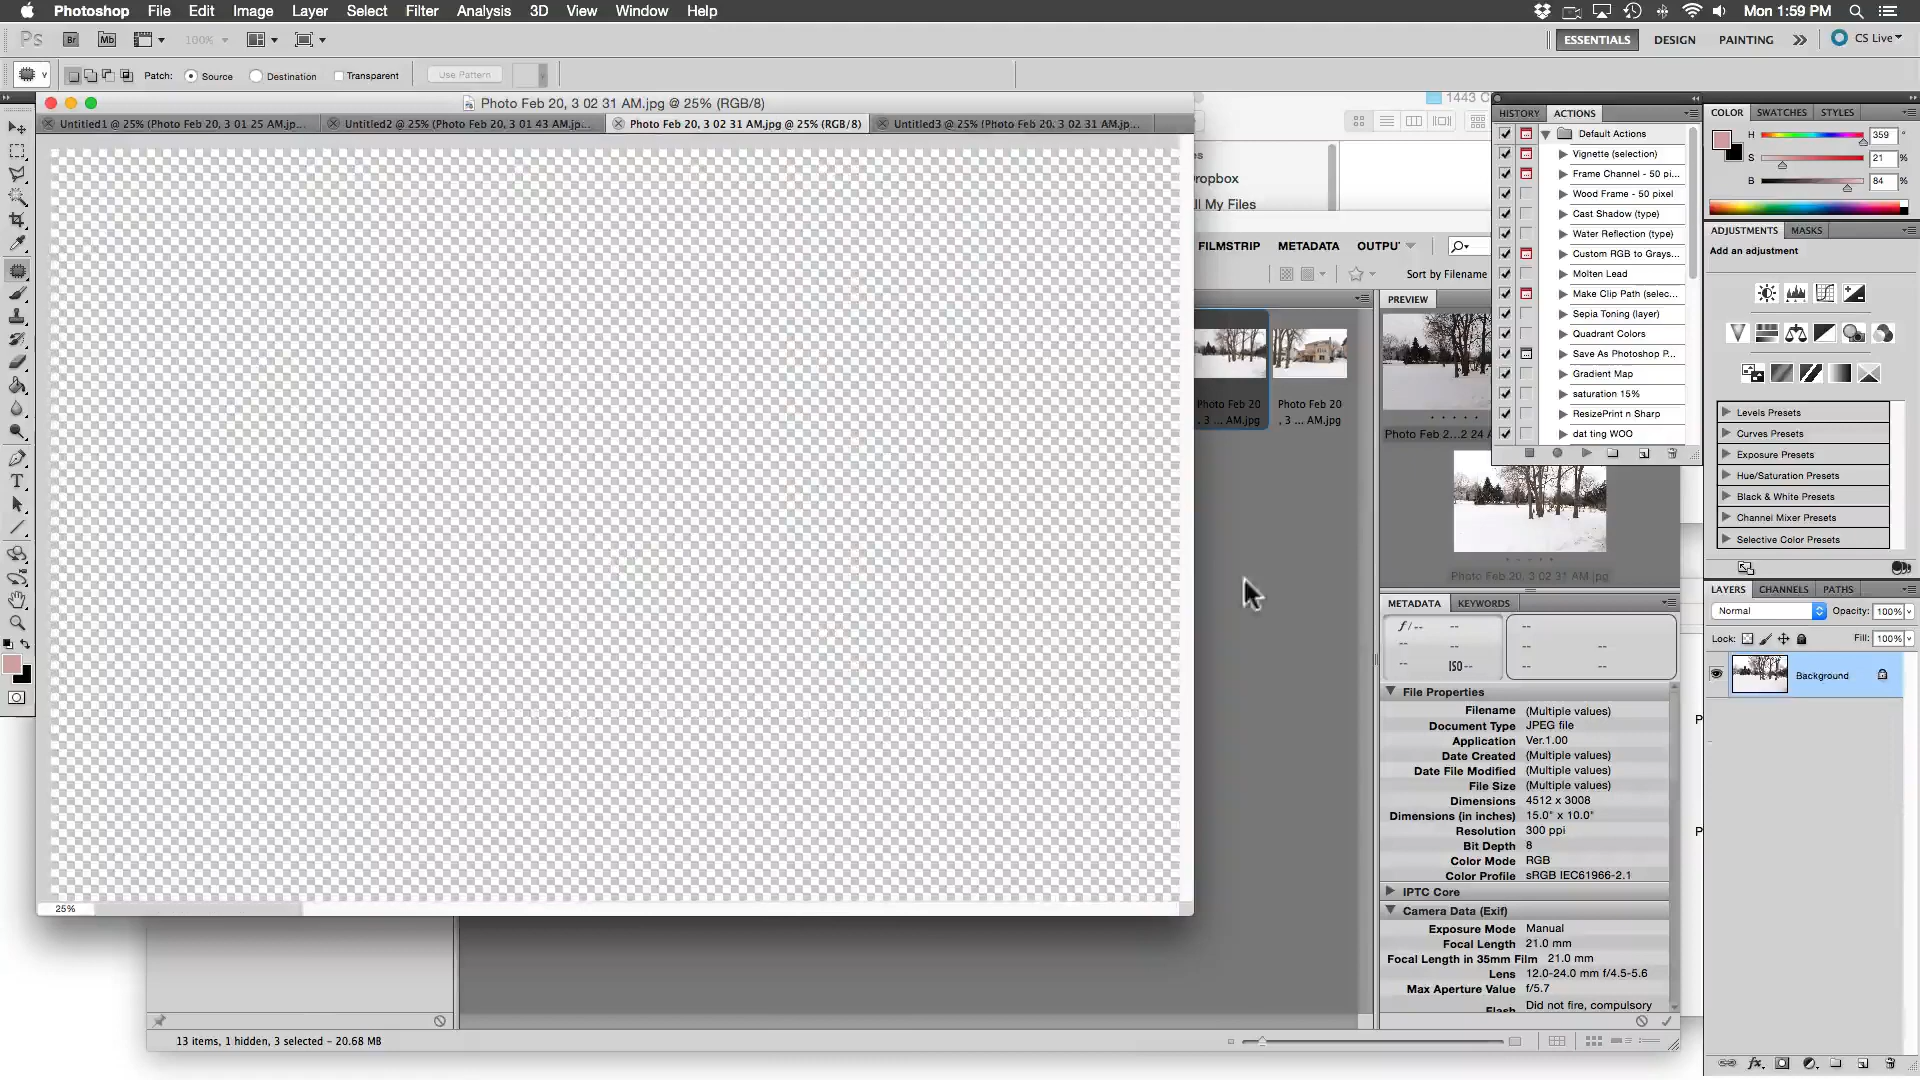 Photoshop File Edit Image Layer Select Filter Analysis 3D View Window Help Mon 1:59 PM
Ps Br Mb 100% ESSENTIALS DESIGN PAINTING CS Live
Patch: Source Destination Transparent Use Pattern
Photo Feb 20, 3 02 31 AM.jpg @ 25% (RGB/8)
Untitled1 @ 25% (Photo Feb 20, 3 01 25 AM.jp... Untitled2 @ 25% (Photo Feb 20, 3 01 43 AM.jp... Photo Feb 20, 3 02 31 AM.jpg @ 25% (RGB/8) Untitled3 @ 25% (Photo Feb 20, 3 02 31 AM.jp...
25%
1443 C
ropbox
ll My Files
FILMSTRIP METADATA OUTPU
Sort by Filename
Photo Feb 20
, 3 ... AM.jpg
Photo Feb 20
, 3 ... AM.jpg
13 items, 1 hidden, 3 selected - 20.68 MB
PREVIEW
Photo Feb 2...2 24 A
Photo Feb 20, 3 02 31 AM.jpg
METADATA KEYWORDS
f/-- -- --
-- -- -- --
-- ISO-- -- --
File Properties
Filename (Multiple values)
Document Type JPEG file
Application Ver.1.00
Date Created (Multiple values)
Date File Modified (Multiple values)
File Size (Multiple values)
Dimensions 4512 x 3008
Dimensions (in inches) 15.0" x 10.0"
Resolution 300 ppi
Bit Depth 8
Color Mode RGB
Color Profile sRGB IEC61966-2.1
IPTC Core
Camera Data (Exif)
Exposure Mode Manual
Focal Length 21.0 mm
Focal Length in 35mm Film 21.0 mm
Lens 12.0-24.0 mm f/4.5-5.6
Max Aperture Value f/5.7
Flash Did not fire, compulsory
HISTORY ACTIONS
Default Actions
Vignette (selection)
Frame Channel - 50 pi...
Wood Frame - 50 pixel
Cast Shadow (type)
Water Reflection (type)
Custom RGB to Grays...
Molten Lead
Make Clip Path (selec...
Sepia Toning (layer)
Quadrant Colors
Save As Photoshop P...
Gradient Map
saturation 15%
ResizePrint n Sharp
dat ting WOO
COLOR SWATCHES STYLES
H 359 °
S 21 %
B 84 %
ADJUSTMENTS MASKS
Add an adjustment
Levels Presets
Curves Presets
Exposure Presets
Hue/Saturation Presets
Black & White Presets
Channel Mixer Presets
Selective Color Presets
LAYERS CHANNELS PATHS
Normal Opacity: 100%
Lock: Fill: 100%
Background
P
P